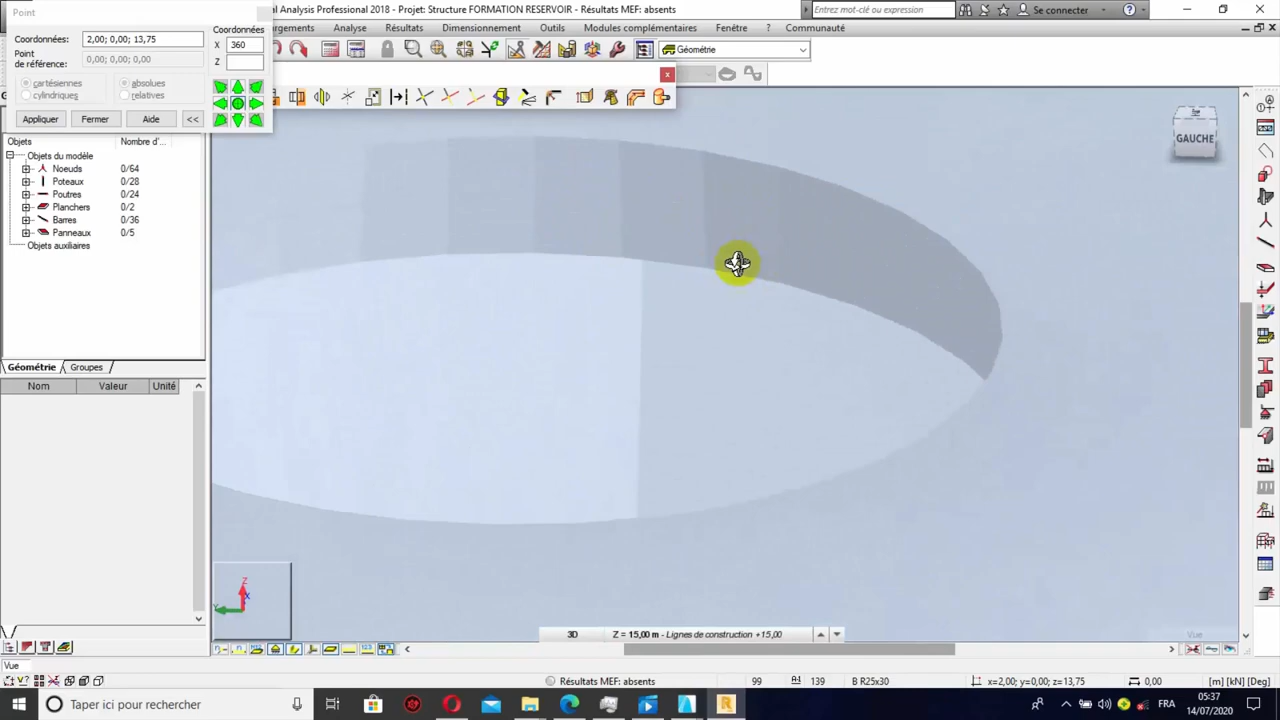 Point
al Analysis Professional 2018 - Projet: Structure FORMATION RESERVOIR - Résultats MEF: absents
Entrez mot-clé ou expression
Se connecter
Coordonnées: 2,00; 0,00; 13,75
Point
de référence: 0,00; 0,00; 0,00
cartésiennes absolues
cylindriques relatives
Appliquer Fermer Aide <<
Coordonnées
X 360
Z
argements Analyse Résultats Dimensionnement Outils Modules complémentaires Fenêtre ? Communauté
Géométrie
Objets Nombre d'...
Objets du modèle
Noeuds 0/64
Poteaux 0/28
Poutres 0/24
Planchers 0/2
Barres 0/36
Panneaux 0/5
Objets auxiliaires
Géométrie Groupes
Nom Valeur Unité
GAUCHE
Z
X
Y
3D Z = 15,00 m - Lignes de construction +15,00
Vue
Vue
Résultats MEF: absents 99 139 B R25x30 x=2,00; y=0,00; z=13,75 0,00 [m] [kN] [Deg]
Taper ici pour rechercher
FRA
05:37
14/07/2020